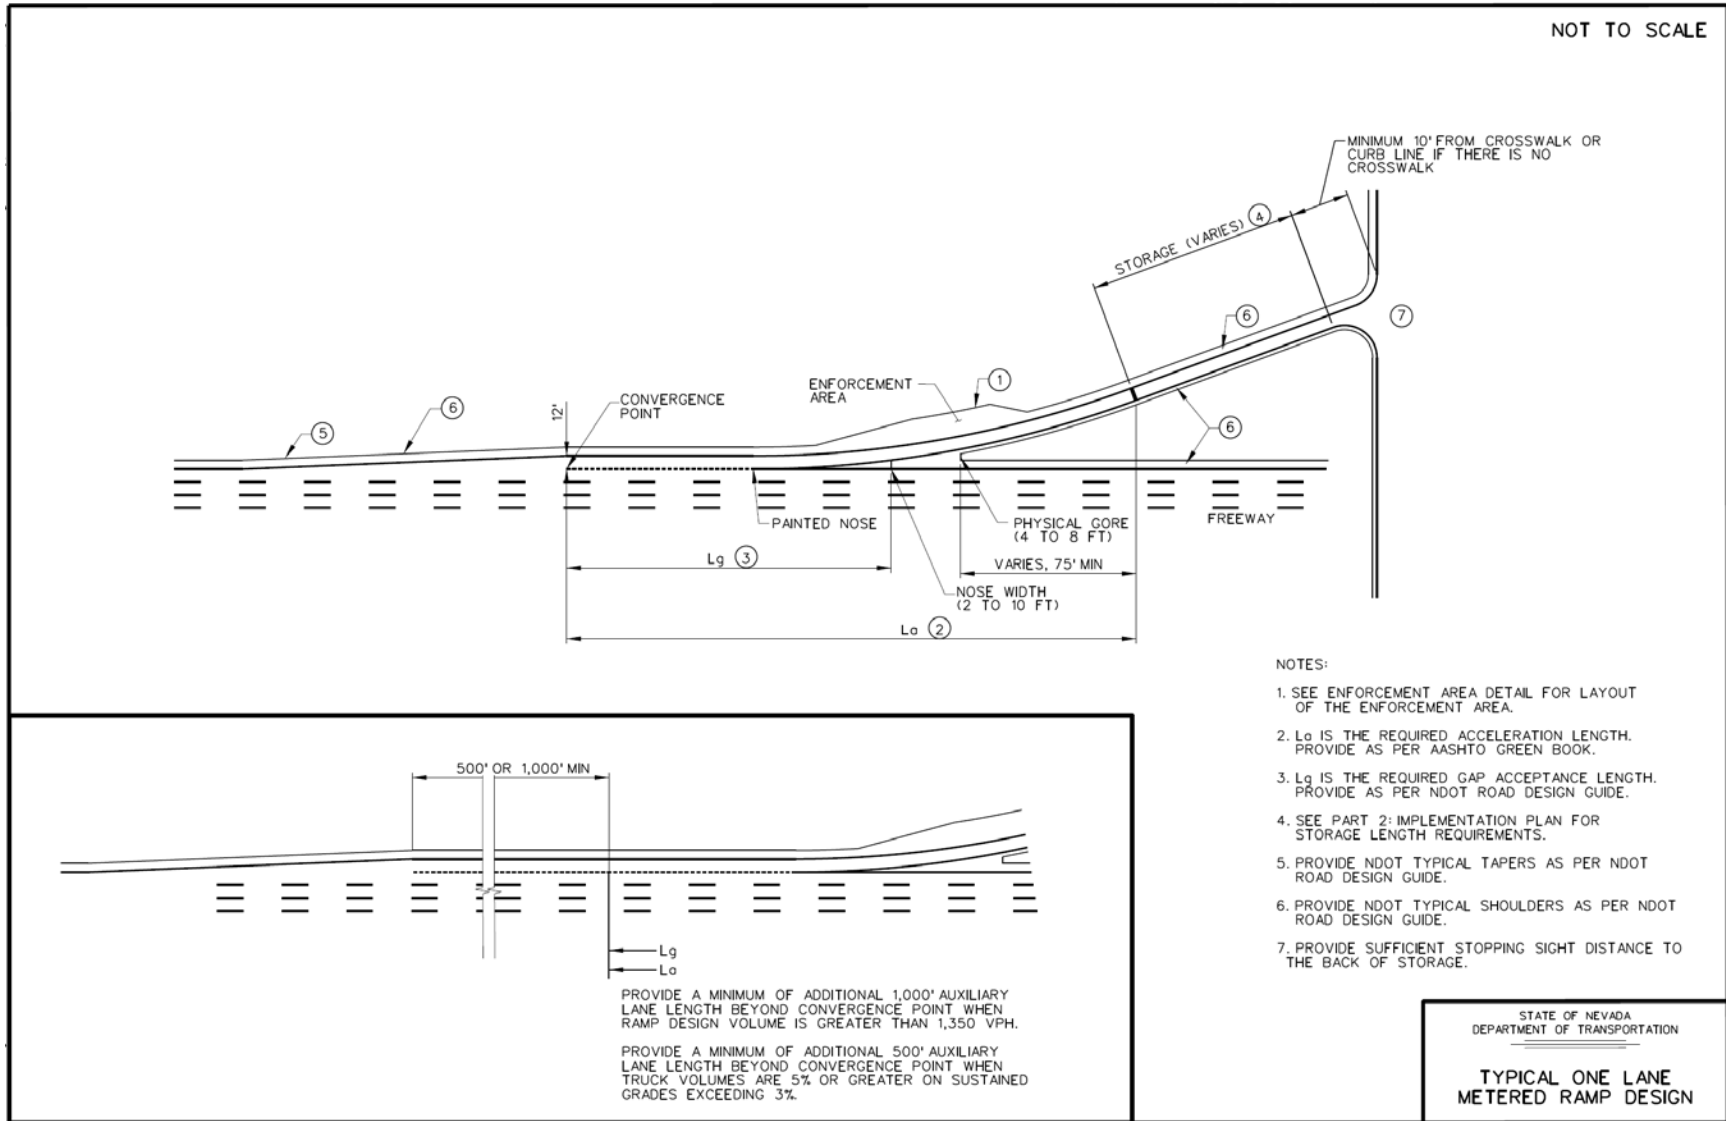 NOT TO SCALE
MINIMUM 10' FROM CROSSWALK OR
CURB LINE IF THERE IS NO
CROSSWALK
STORAGE (VARIES) 4
6
7
1
ENFORCEMENT
AREA
CONVERGENCE
POINT
12'
6
5
6
PAINTED NOSE
PHYSICAL GORE
(4 TO 8 FT)
FREEWAY
Lg 3
VARIES, 75' MIN
NOSE WIDTH
(2 TO 10 FT)
La 2
NOTES:
1. SEE ENFORCEMENT AREA DETAIL FOR LAYOUT
OF THE ENFORCEMENT AREA.
2. La IS THE REQUIRED ACCELERATION LENGTH.
PROVIDE AS PER AASHTO GREEN BOOK.
3. Lg IS THE REQUIRED GAP ACCEPTANCE LENGTH.
PROVIDE AS PER NDOT ROAD DESIGN GUIDE.
4. SEE PART 2: IMPLEMENTATION PLAN FOR
STORAGE LENGTH REQUIREMENTS.
5. PROVIDE NDOT TYPICAL TAPERS AS PER NDOT
ROAD DESIGN GUIDE.
6. PROVIDE NDOT TYPICAL SHOULDERS AS PER NDOT
ROAD DESIGN GUIDE.
7. PROVIDE SUFFICIENT STOPPING SIGHT DISTANCE TO
THE BACK OF STORAGE.
500' OR 1,000' MIN
Lg
La
PROVIDE A MINIMUM OF ADDITIONAL 1,000' AUXILIARY
LANE LENGTH BEYOND CONVERGENCE POINT WHEN
RAMP DESIGN VOLUME IS GREATER THAN 1,350 VPH.
PROVIDE A MINIMUM OF ADDITIONAL 500' AUXILIARY
LANE LENGTH BEYOND CONVERGENCE POINT WHEN
TRUCK VOLUMES ARE 5% OR GREATER ON SUSTAINED
GRADES EXCEEDING 3%.
STATE OF NEVADA
DEPARTMENT OF TRANSPORTATION
TYPICAL ONE LANE
METERED RAMP DESIGN